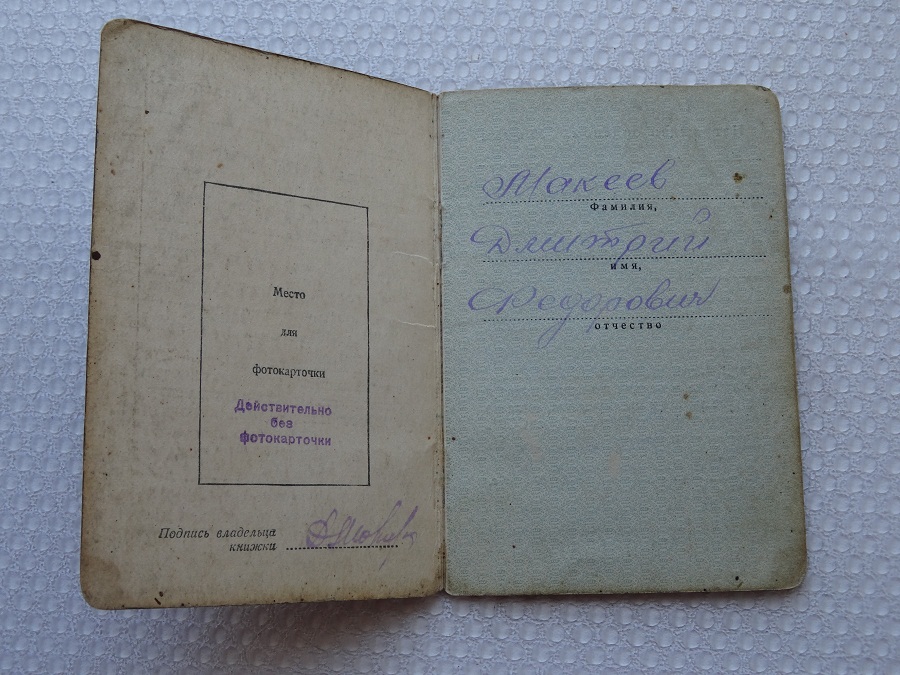 Место
для
фотокарточки
Действительно
без
фотокарточки
Подпись владельца
книжки
Макеев
Фамилия,
Дмитрий
имя,
Федорович
отчество